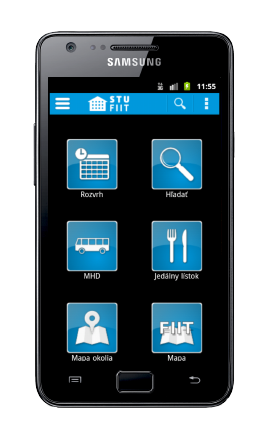 SAMSUNG
11:55
STU
FIIT
Rozvrh
Hľadať
MHD
Jedálny lístok
FIIT
Mapa okolia
Mapa